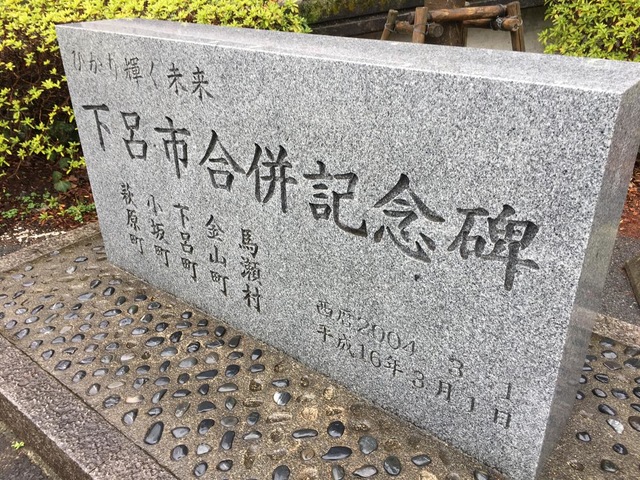 ひかり輝く未来
下呂市合併記念碑
萩原町
小坂町
下呂町
金山町
馬瀬村
西暦2004.3.1
平成16年3月1日